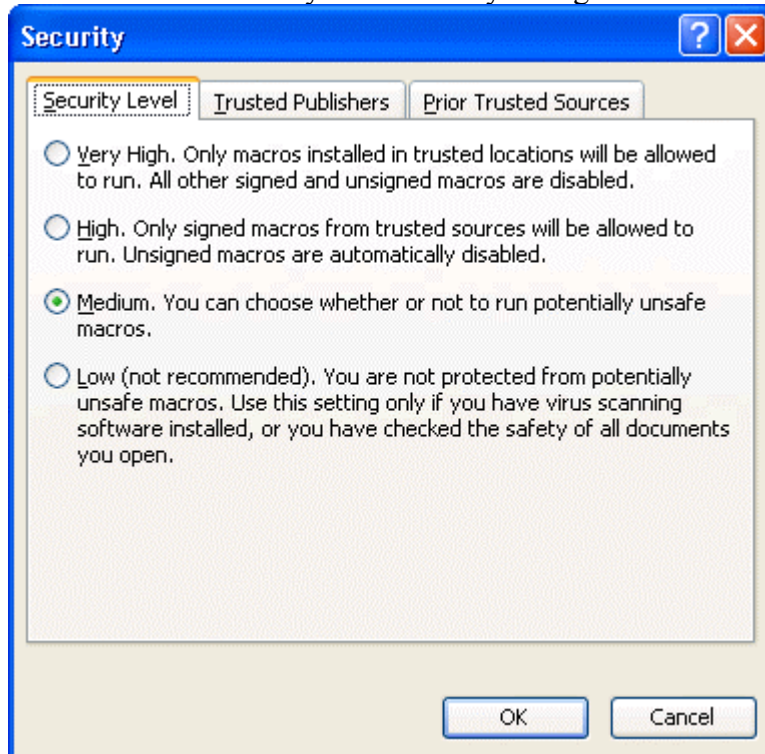 Security
Security Level Trusted Publishers Prior Trusted Sources
Very High. Only macros installed in trusted locations will be allowed
to run. All other signed and unsigned macros are disabled.
High. Only signed macros from trusted sources will be allowed to
run. Unsigned macros are automatically disabled.
Medium. You can choose whether or not to run potentially unsafe
macros.
Low (not recommended). You are not protected from potentially
unsafe macros. Use this setting only if you have virus scanning
software installed, or you have checked the safety of all documents
you open.
OK Cancel